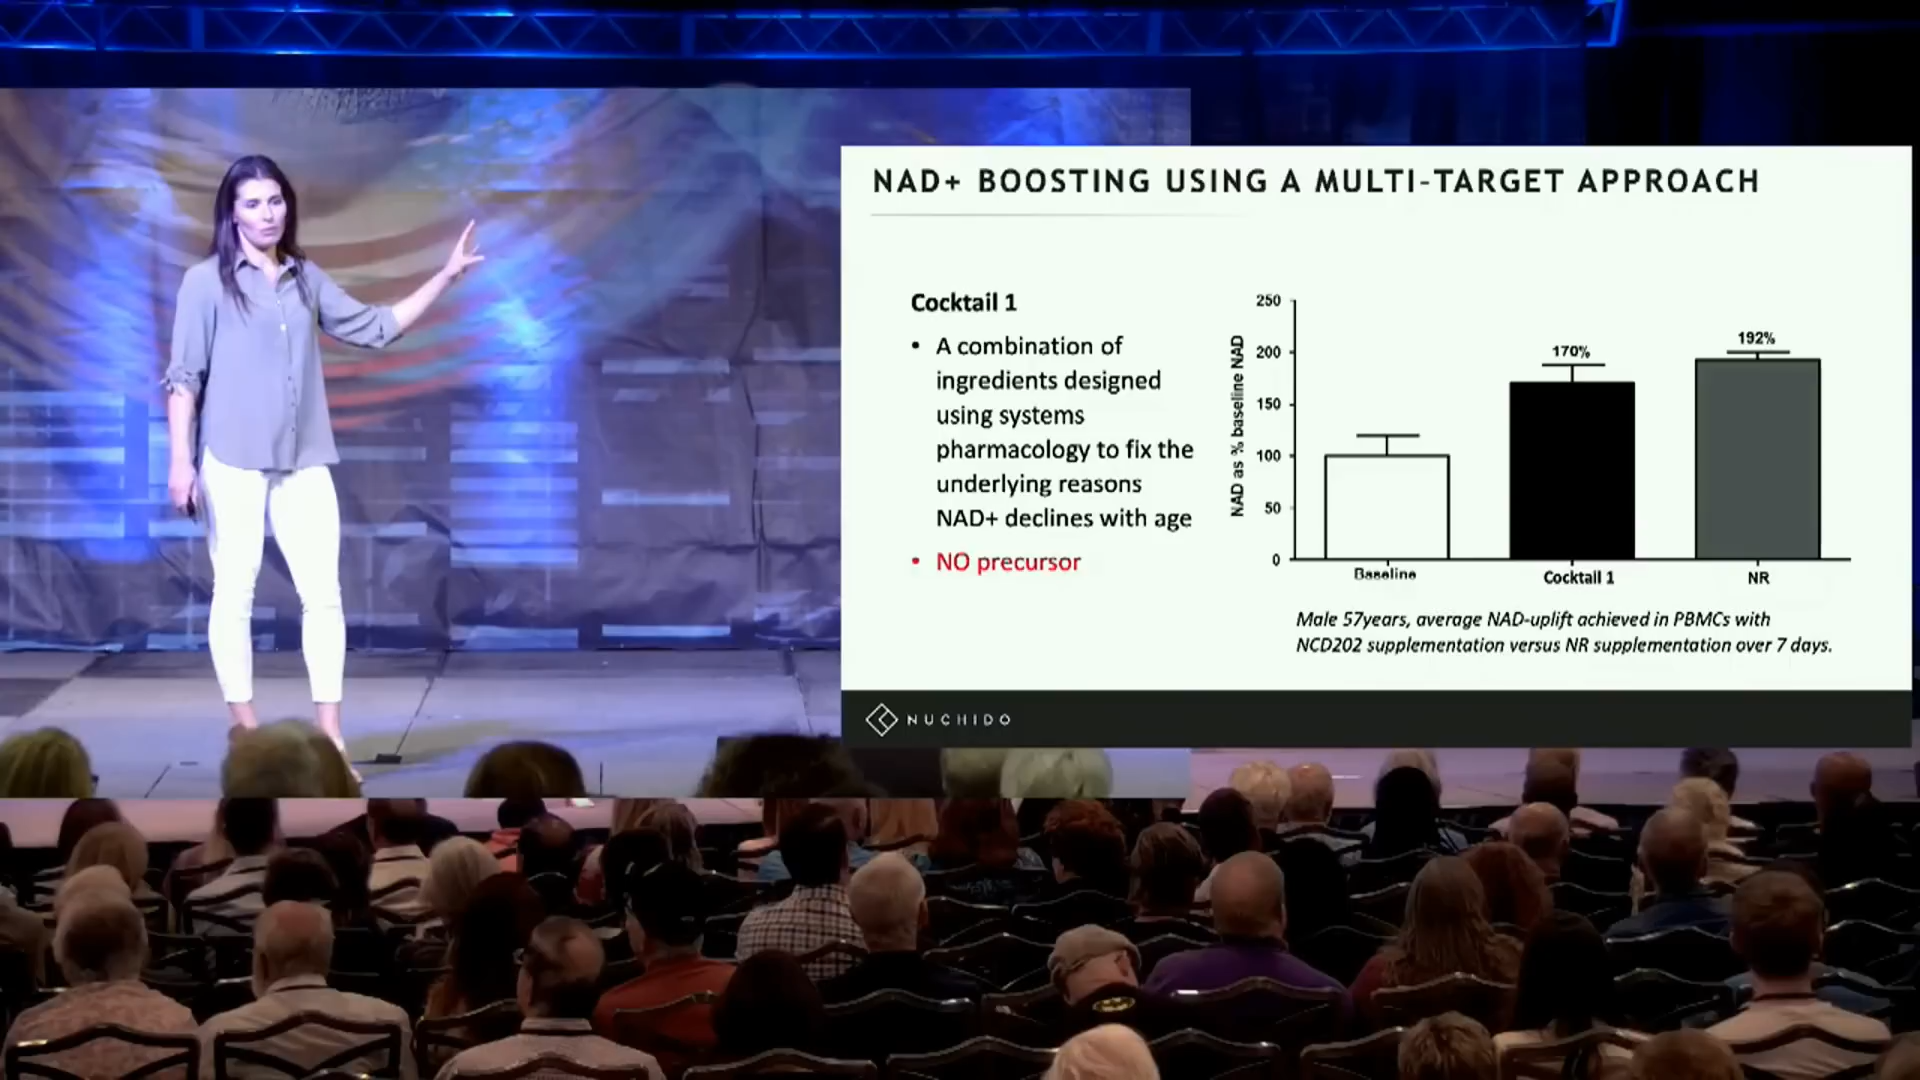 NAD+ BOOSTING USING A MULTI-TARGET APPROACH
Cocktail 1
• A combination of
ingredients designed
using systems
pharmacology to fix the
underlying reasons
NAD+ declines with age
• NO precursor
NAD as % baseline NAD
250
200
150
100
50
0
170%
192%
Baseline
Cocktail 1
NR
Male 57years, average NAD-uplift achieved in PBMCs with
NCD202 supplementation versus NR supplementation over 7 days.
NUCHIDO